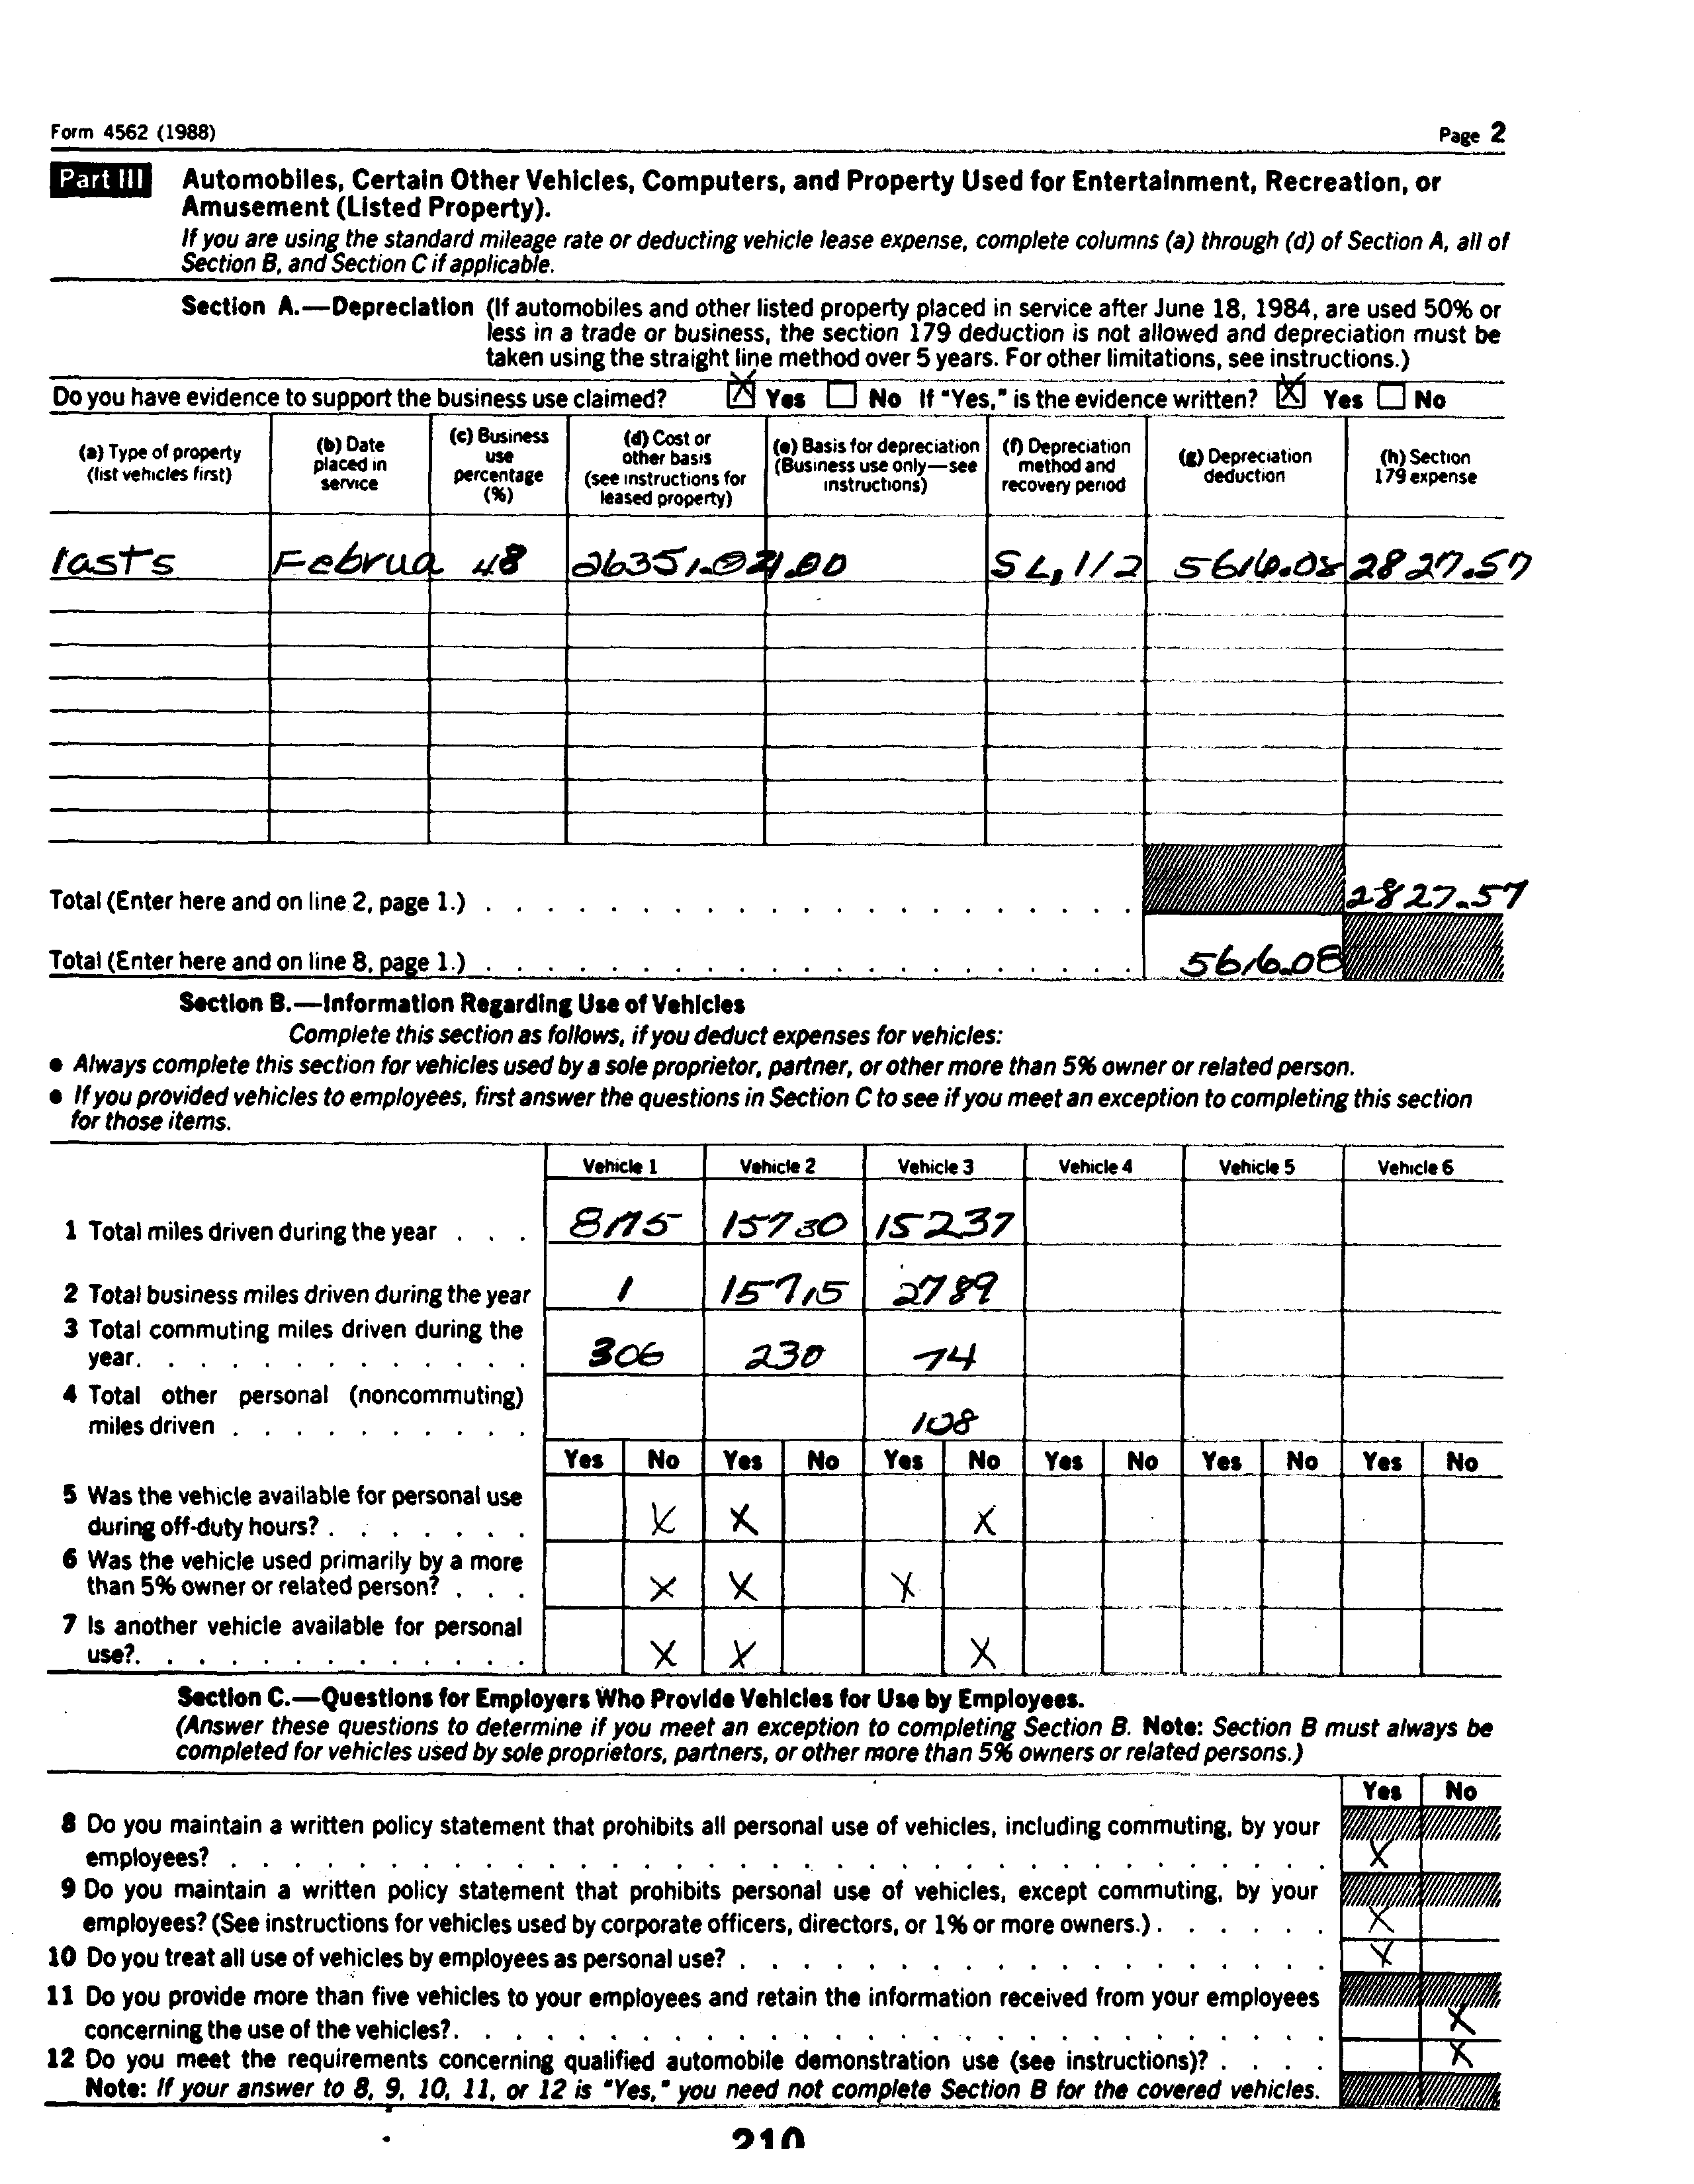 Form 4562 (1988) Page 2
Part III Automobiles, Certain Other Vehicles, Computers, and Property Used for Entertainment, Recreation, or
Amusement (Listed Property).
If you are using the standard mileage rate or deducting vehicle lease expense, complete columns (a) through (d) of Section A, all of
Section B, and Section C if applicable.
Section A.—Depreciation (If automobiles and other listed property placed in service after June 18, 1984, are used 50% or
less in a trade or business, the section 179 deduction is not allowed and depreciation must be
taken using the straight line method over 5 years. For other limitations, see instructions.)
Do you have evidence to support the business use claimed? X Yes No If "Yes," is the evidence written? X Yes No
(a) Type of property
(list vehicles first)
(b) Date
placed in
service
(c) Business
use
percentage
(%)
(d) Cost or
other basis
(see instructions for
leased property)
(e) Basis for depreciation
(Business use only—see
instructions)
(f) Depreciation
method and
recovery period
(g) Depreciation
deduction
(h) Section
179 expense
lasts Februa 48 SL, 1/2 5616.08 2827.57
Total (Enter here and on line 2, page 1.) 2827.57
Total (Enter here and on line 8, page 1.) 5616.08
Section B.—Information Regarding Use of Vehicles
Complete this section as follows, if you deduct expenses for vehicles:
● Always complete this section for vehicles used by a sole proprietor, partner, or other more than 5% owner or related person.
● If you provided vehicles to employees, first answer the questions in Section C to see if you meet an exception to completing this section
for those items.
Vehicle 1 Vehicle 2 Vehicle 3 Vehicle 4 Vehicle 5 Vehicle 6
1 Total miles driven during the year . . . 8175 15730 15237
2 Total business miles driven during the year 1 15715 2789
3 Total commuting miles driven during the
year. 306 230 74
4 Total other personal (noncommuting)
miles driven 108
Yes No Yes No Yes No Yes No Yes No Yes No
5 Was the vehicle available for personal use
during off-duty hours? X X X
6 Was the vehicle used primarily by a more
than 5% owner or related person? X X X
7 Is another vehicle available for personal
use? X X X
Section C.—Questions for Employers Who Provide Vehicles for Use by Employees.
(Answer these questions to determine if you meet an exception to completing Section B. Note: Section B must always be
completed for vehicles used by sole proprietors, partners, or other more than 5% owners or related persons.)
Yes No
8 Do you maintain a written policy statement that prohibits all personal use of vehicles, including commuting, by your
employees? X
9 Do you maintain a written policy statement that prohibits personal use of vehicles, except commuting, by your
employees? (See instructions for vehicles used by corporate officers, directors, or 1% or more owners.) X
10 Do you treat all use of vehicles by employees as personal use? X
11 Do you provide more than five vehicles to your employees and retain the information received from your employees
concerning the use of the vehicles? X
12 Do you meet the requirements concerning qualified automobile demonstration use (see instructions)? X
Note: If your answer to 8, 9, 10, 11, or 12 is "Yes," you need not complete Section B for the covered vehicles.
210